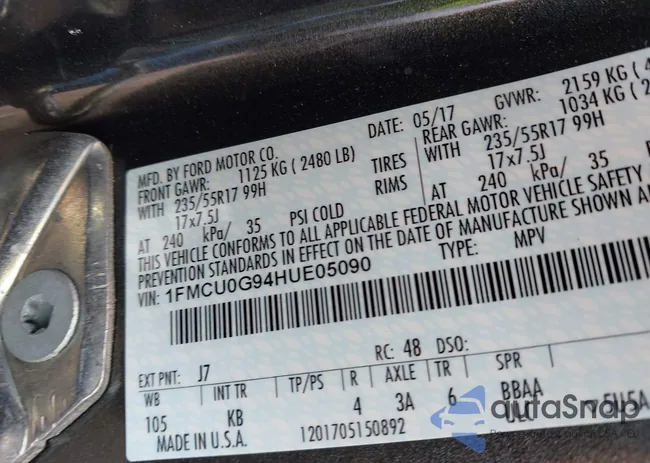 MFD. BY FORD MOTOR CO. DATE: 05/17 GVWR: 2159 KG ( 4
FRONT GAWR: 1125 KG ( 2480 LB) REAR GAWR: 1034 KG ( 2
WITH 235/55R17 99H TIRES WITH 235/55R17 99H
17x7.5J RIMS 17x7.5J
AT 240 kPa/ 35 PSI COLD AT 240 kPa/ 35
THIS VEHICLE CONFORMS TO ALL APPLICABLE FEDERAL MOTOR VEHICLE SAFETY
PREVENTION STANDARDS IN EFFECT ON THE DATE OF MANUFACTURE SHOWN A
VIN: 1FMCU0G94HUE05090 TYPE: MPV
EXT PNT: J7 RC: 48 DSO:
WB INT TR TP/PS R AXLE TR SPR
105 KB 4 3A 6 BBAA
MADE IN U.S.A. 1201705150892
autoSnap